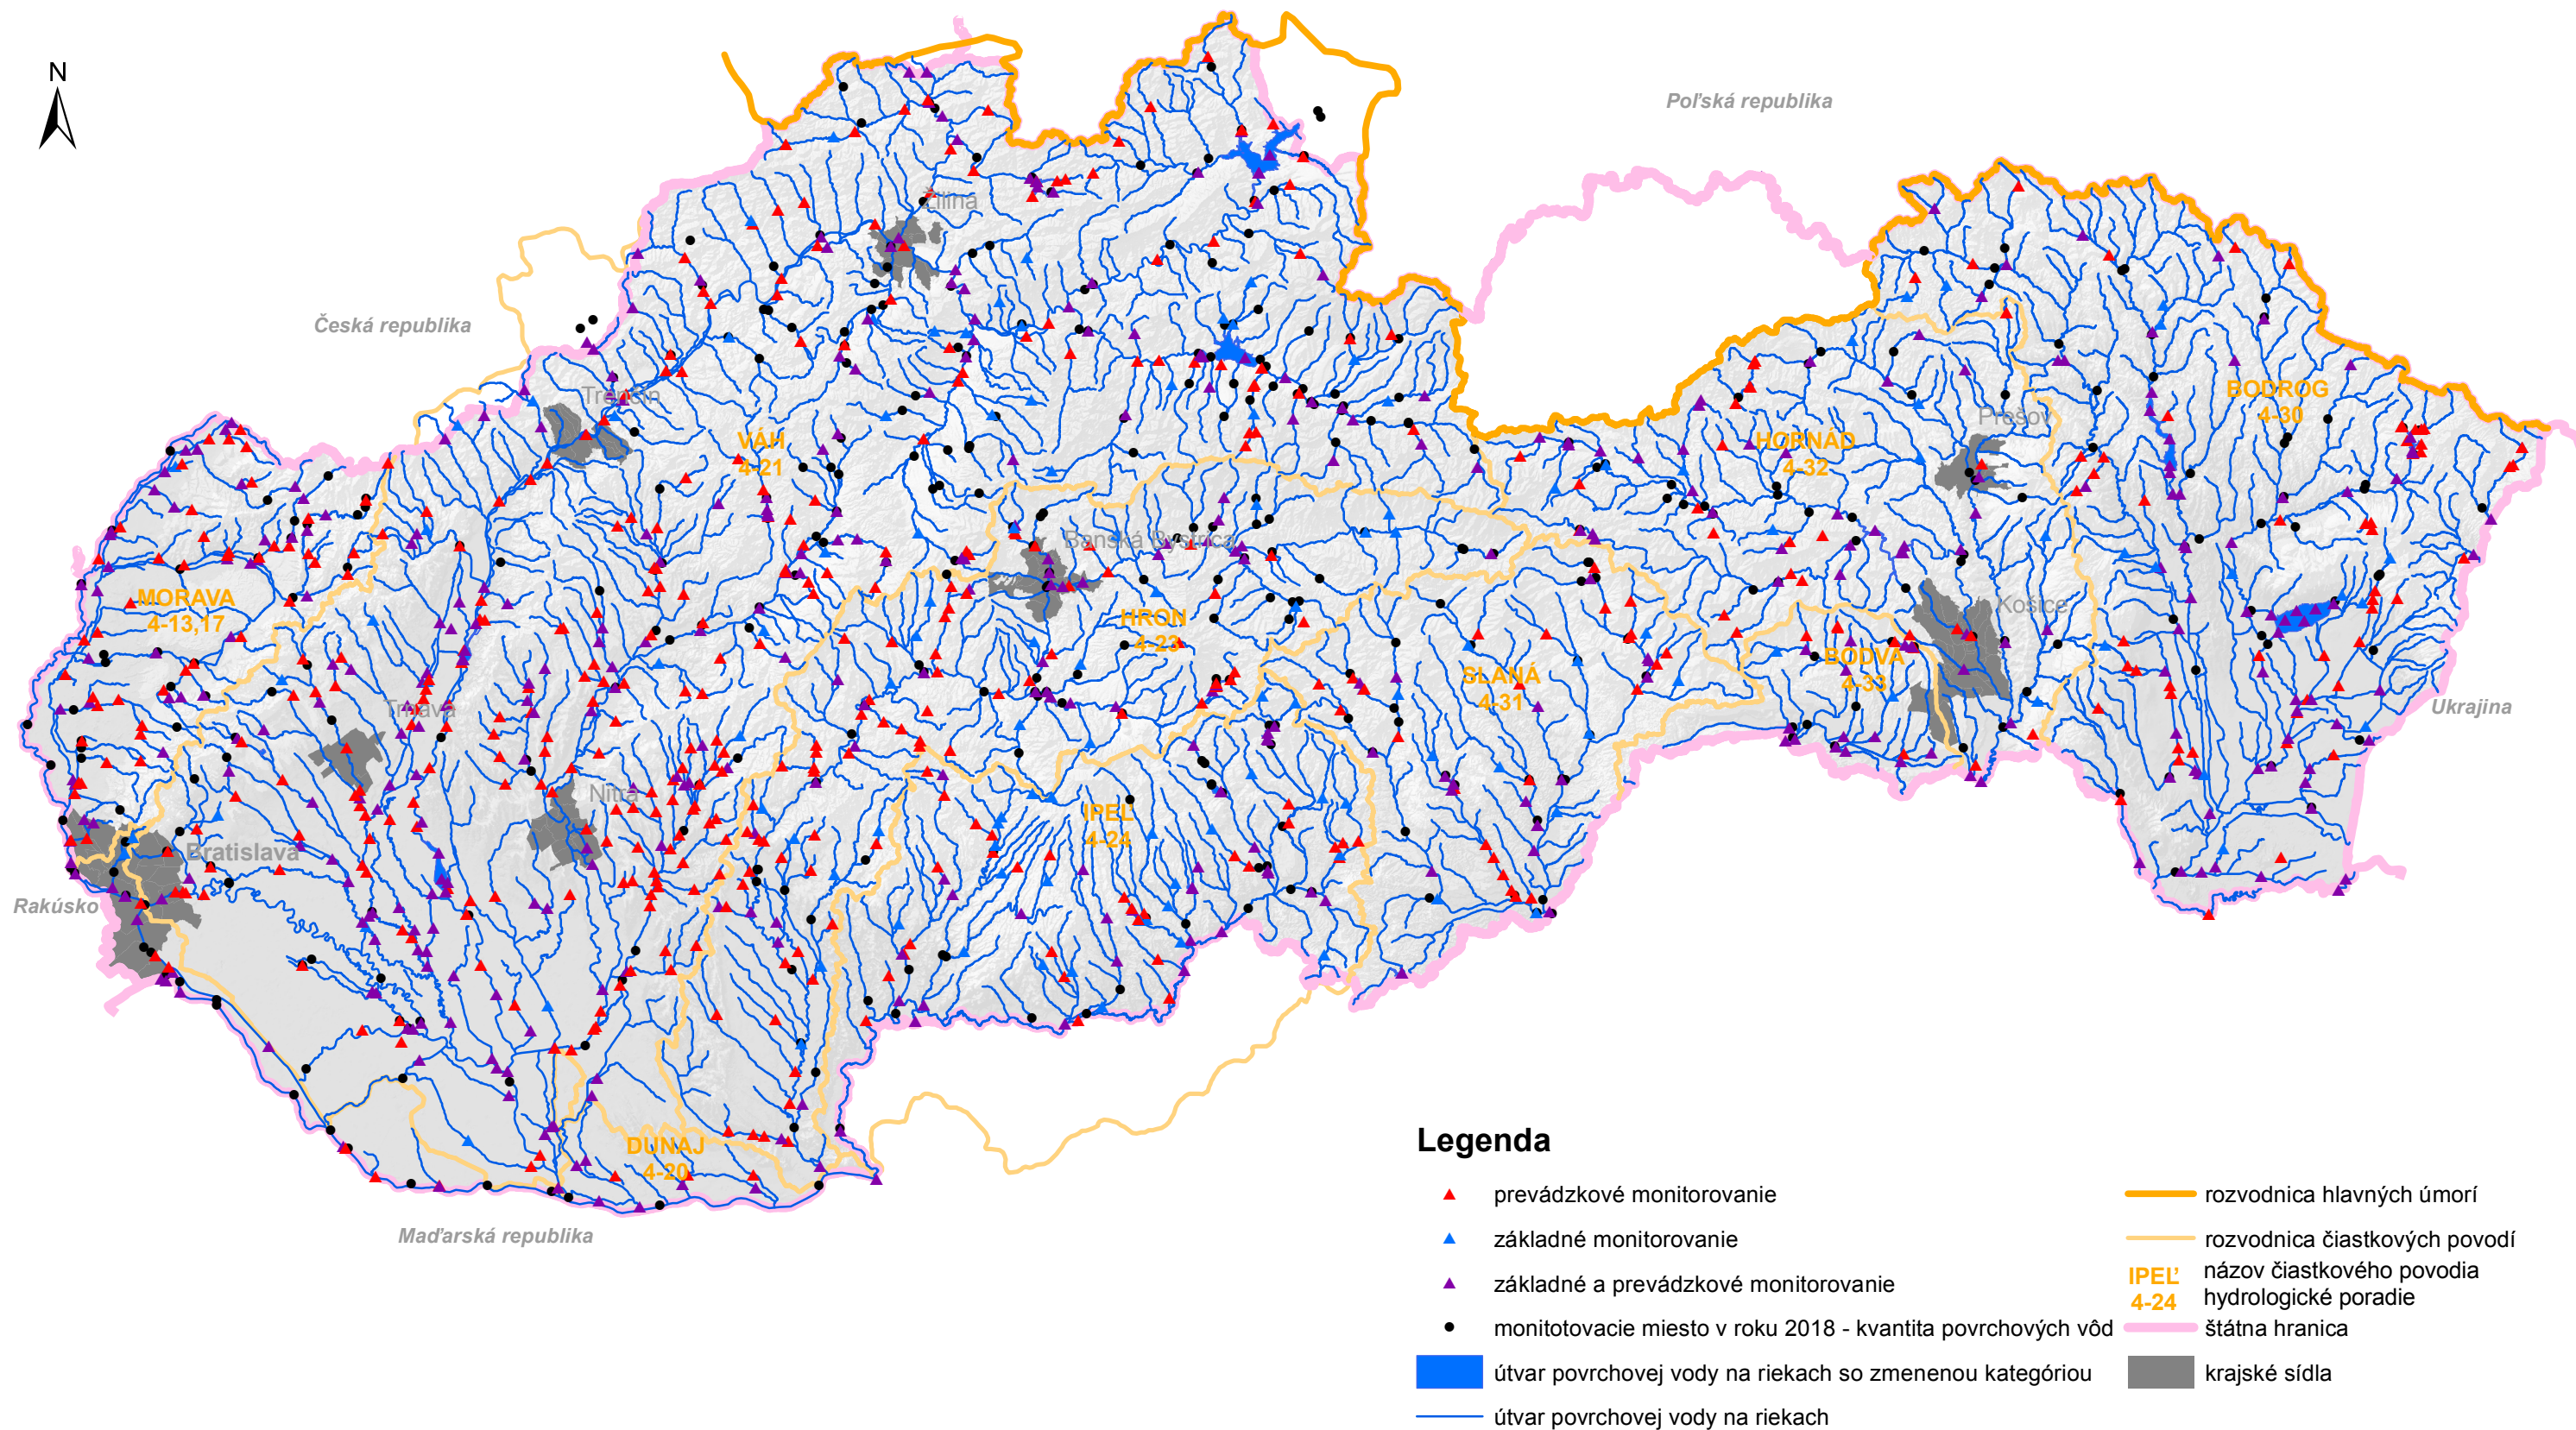 N
Poľská republika
Žilina
Česká republika
Trenčín
BODROG
4-30
Prešov
VÁH
4-21
HORNÁD
4-32
Banská Bystrica
MORAVA
4-13,17
Košice
HRON
4-23
BODVA
4-33
SLANÁ
4-31
Trnava
Ukrajina
Nitra
IPEĽ
4-24
Bratislava
Rakúsko
DUNAJ
4-20
Maďarská republika
Legenda
prevádzkové monitorovanie
základné monitorovanie
základné a prevádzkové monitorovanie
monitotovacie miesto v roku 2018 - kvantita povrchových vôd
útvar povrchovej vody na riekach so zmenenou kategóriou
útvar povrchovej vody na riekach
rozvodnica hlavných úmorí
rozvodnica čiastkových povodí
IPEĽ
4-24
názov čiastkového povodia
hydrologické poradie
štátna hranica
krajské sídla